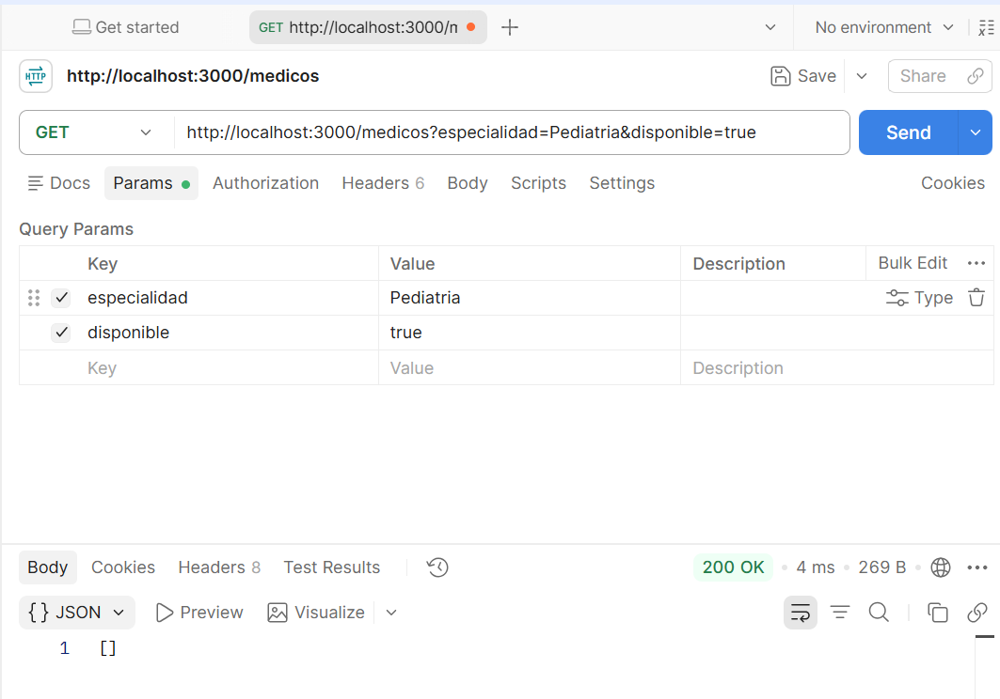 Get started GET http://localhost:3000/n No environment
HTTP http://localhost:3000/medicos Save Share
GET http://localhost:3000/medicos?especialidad=Pediatria&disponible=true Send
Docs Params Authorization Headers 6 Body Scripts Settings Cookies
Query Params
Key Value Description Bulk Edit
especialidad Pediatria Type
disponible true
Key Value Description
Body Cookies Headers 8 Test Results 200 OK 4 ms 269 B
{} JSON Preview Visualize
1 []